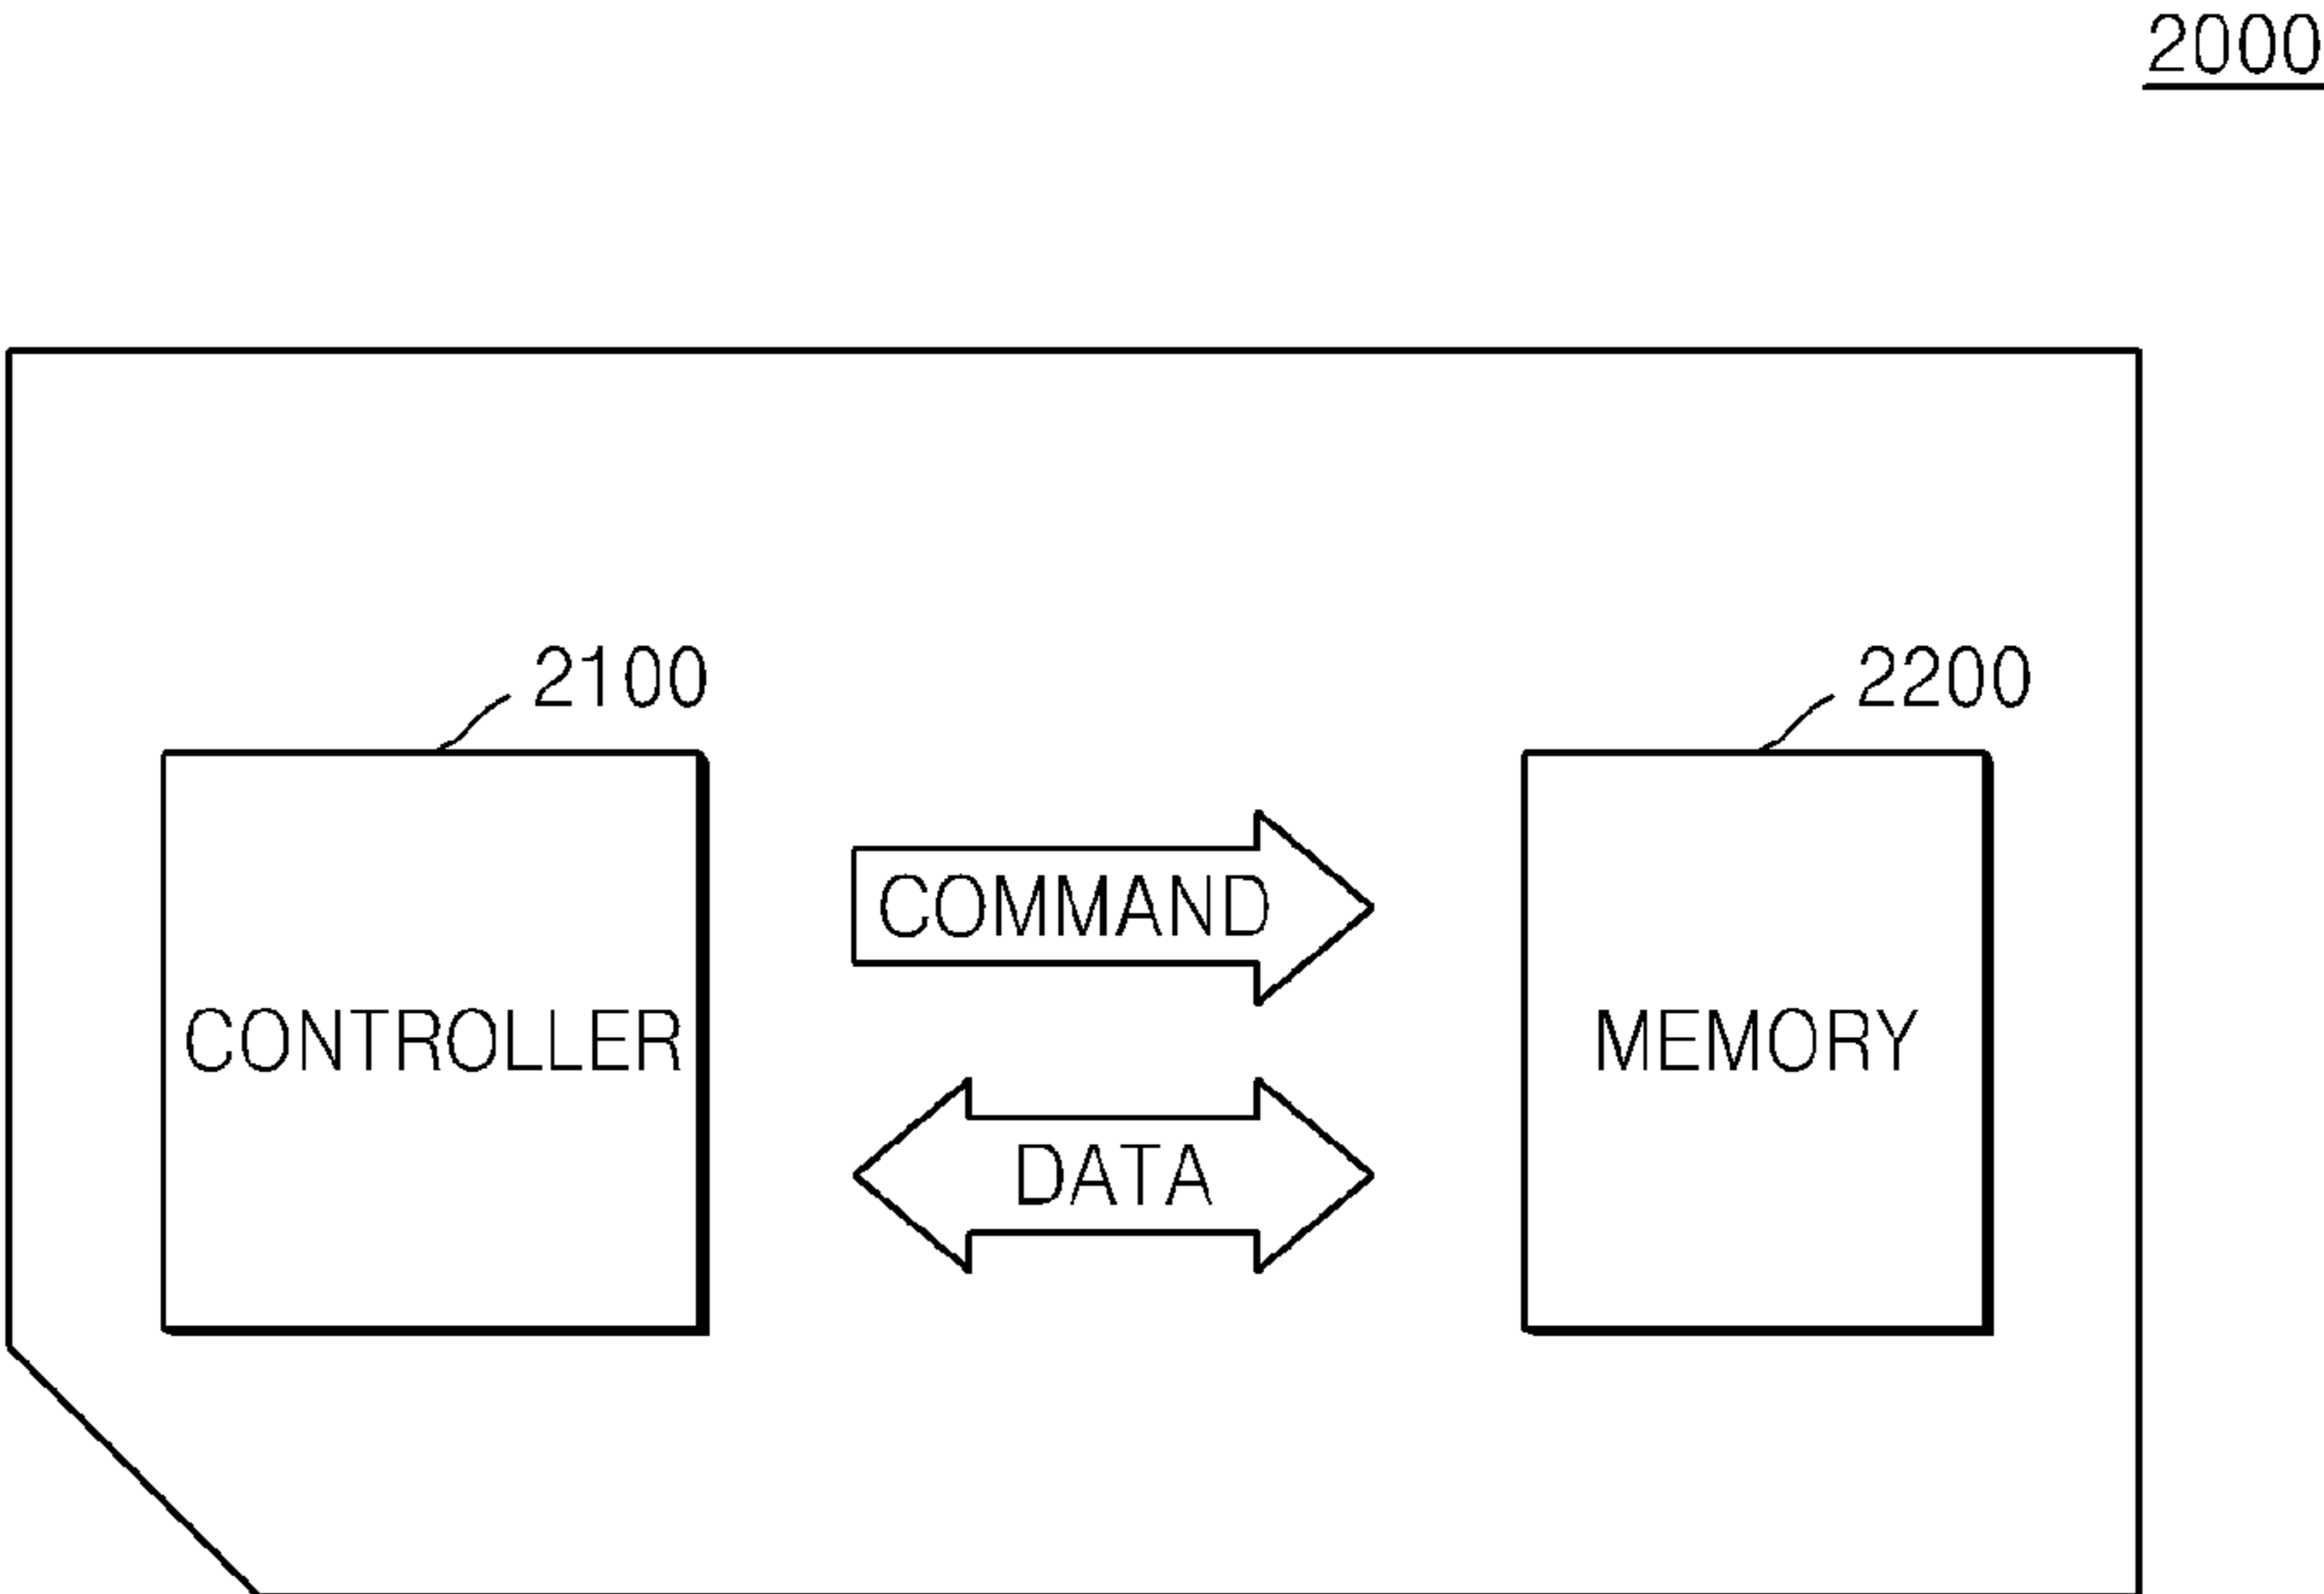 2000
2100
2200
COMMAND
CONTROLLER
MEMORY
DATA